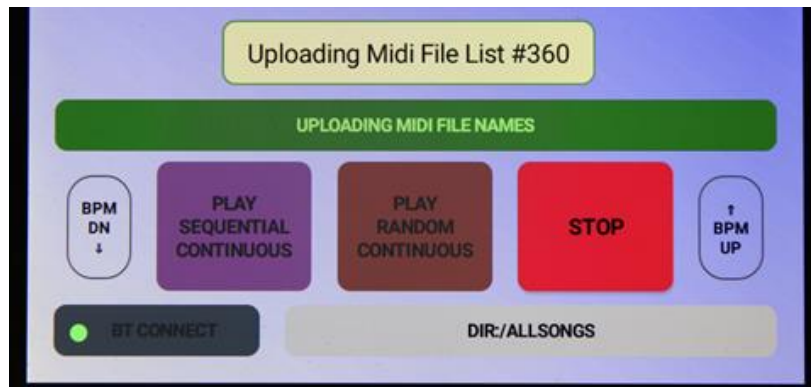 Uploading Midi File List #360
UPLOADING MIDI FILE NAMES
BPM
DN
↓
PLAY
SEQUENTIAL
CONTINUOUS
PLAY
RANDOM
CONTINUOUS
STOP
↑
BPM
UP
BT CONNECT
DIR:/ALLSONGS